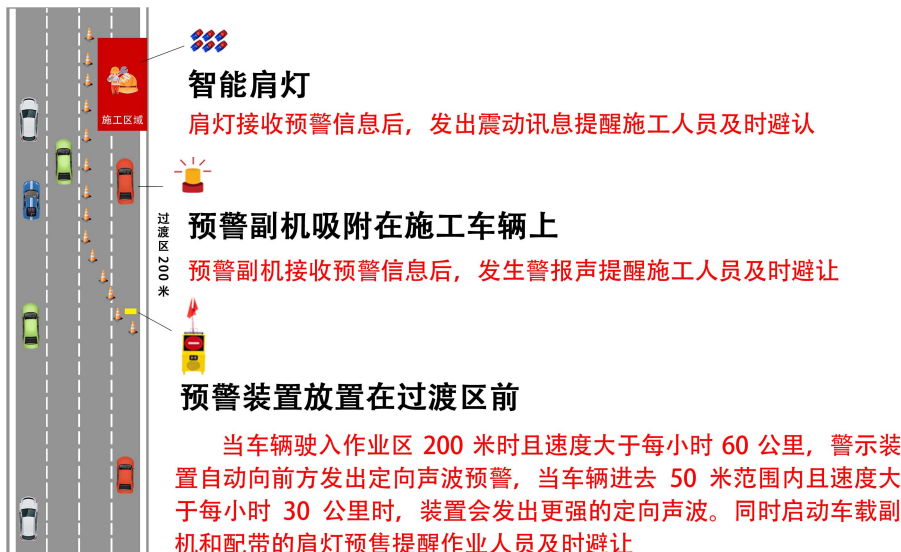 施工区域
智能肩灯
肩灯接收预警信息后，发出震动讯息提醒施工人员及时避认
过渡区200米
预警副机吸附在施工车辆上
预警副机接收预警信息后，发生警报声提醒施工人员及时避让
预警装置放置在过渡区前
当车辆驶入作业区 200 米时且速度大于每小时 60 公里，警示装
置自动向前方发出定向声波预警，当车辆进去 50 米范围内且速度大
于每小时 30 公里时，装置会发出更强的定向声波。同时启动车载副
机和配带的肩灯预售提醒作业人员及时避让